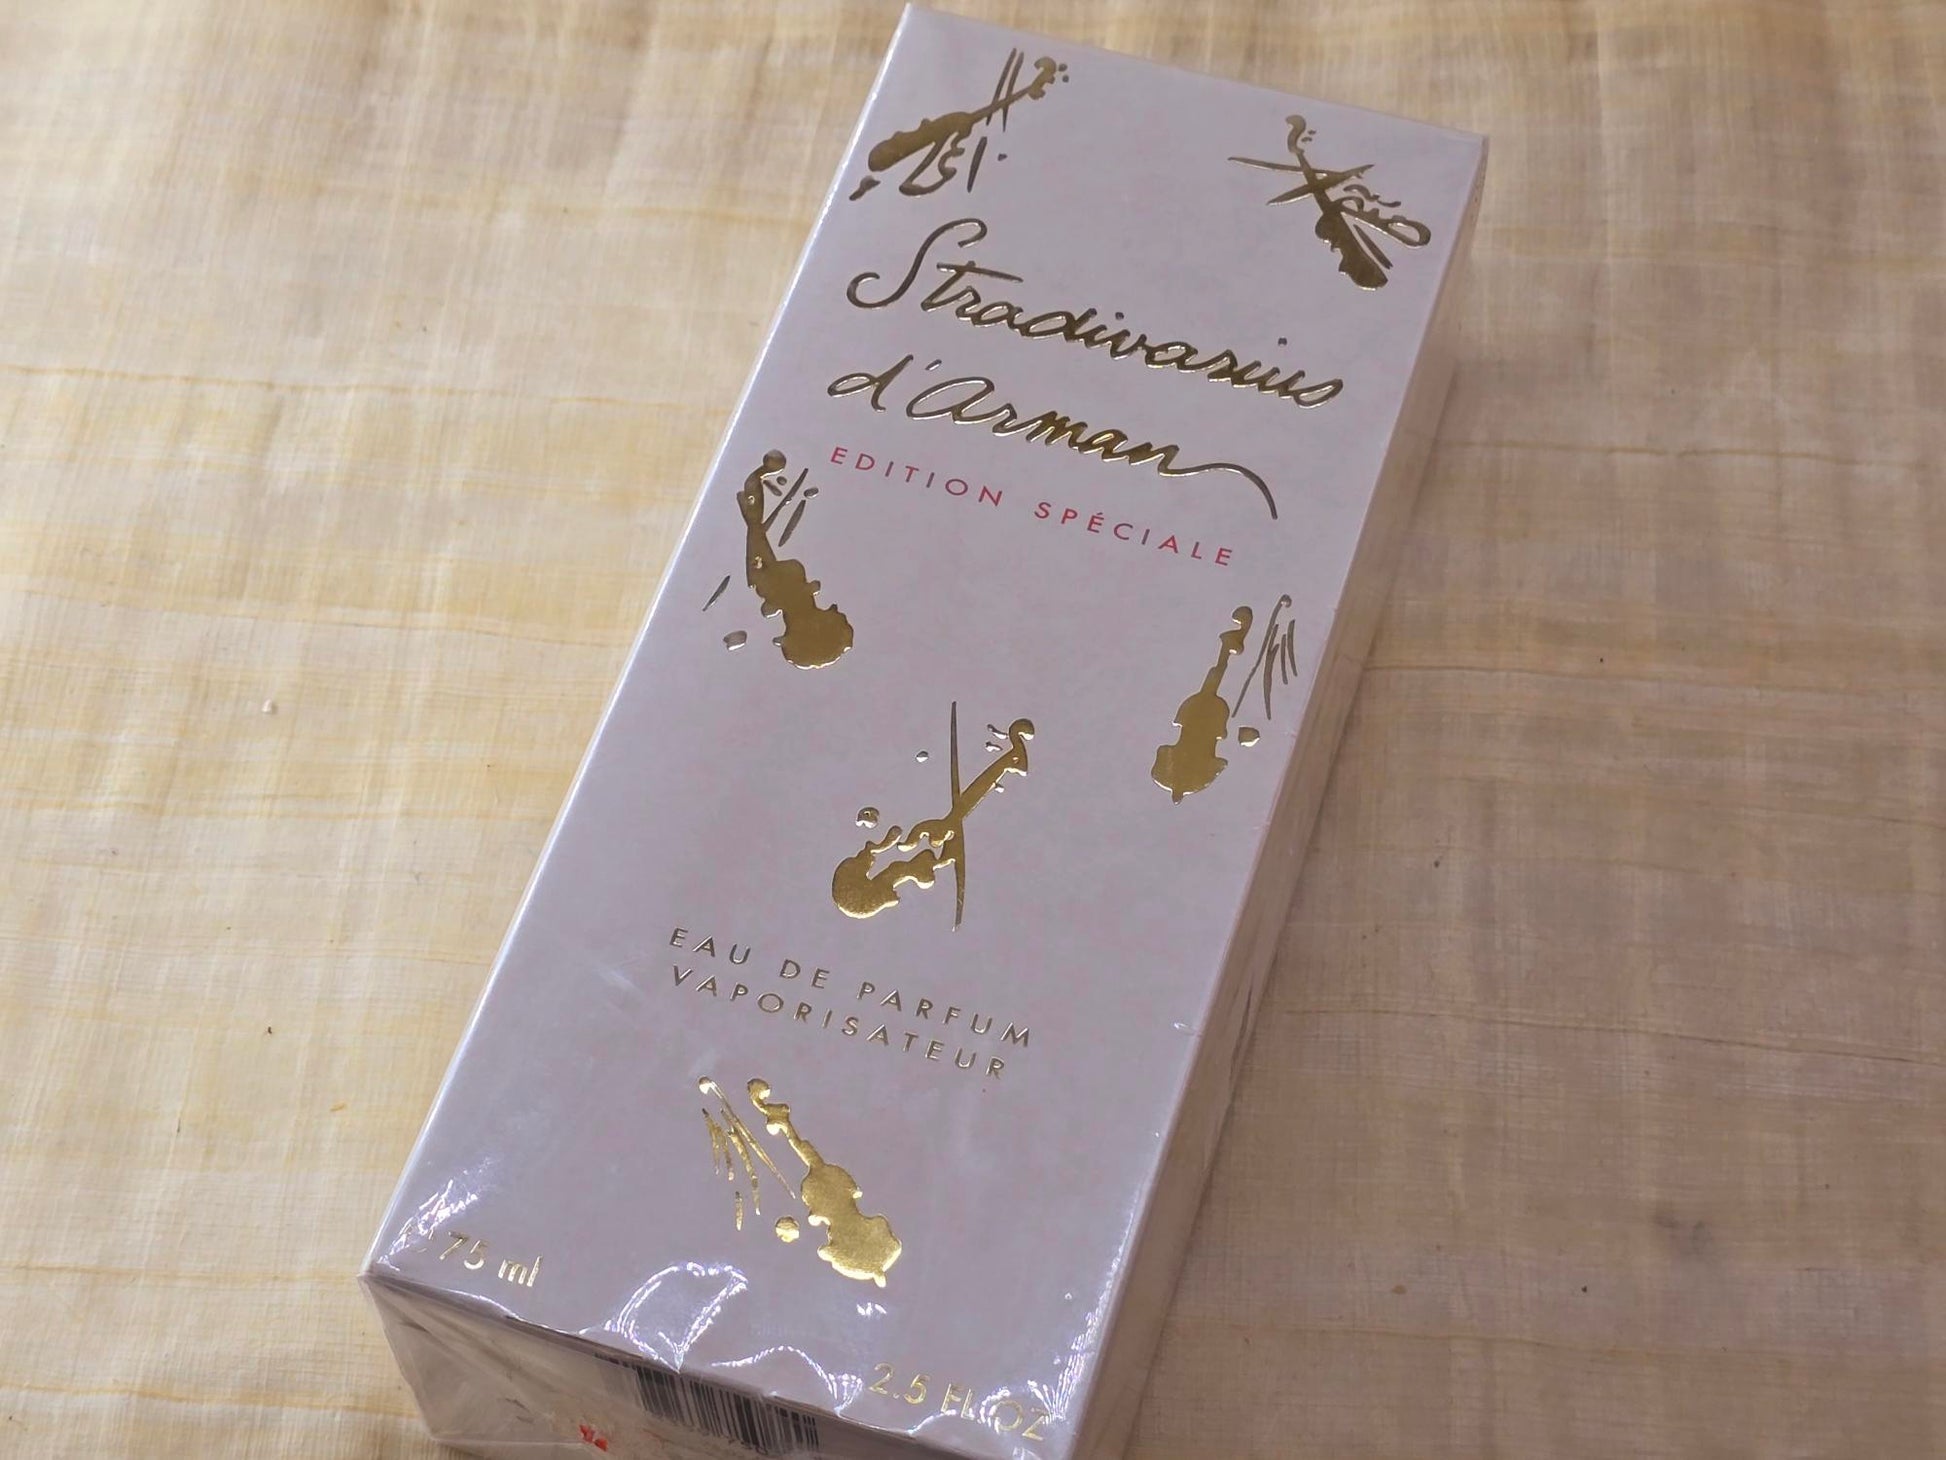 Stradivarius
d'Arman
EDITION SPÉCIALE
EAU DE PARFUM
VAPORISATEUR
75 ml
2.5 FL OZ